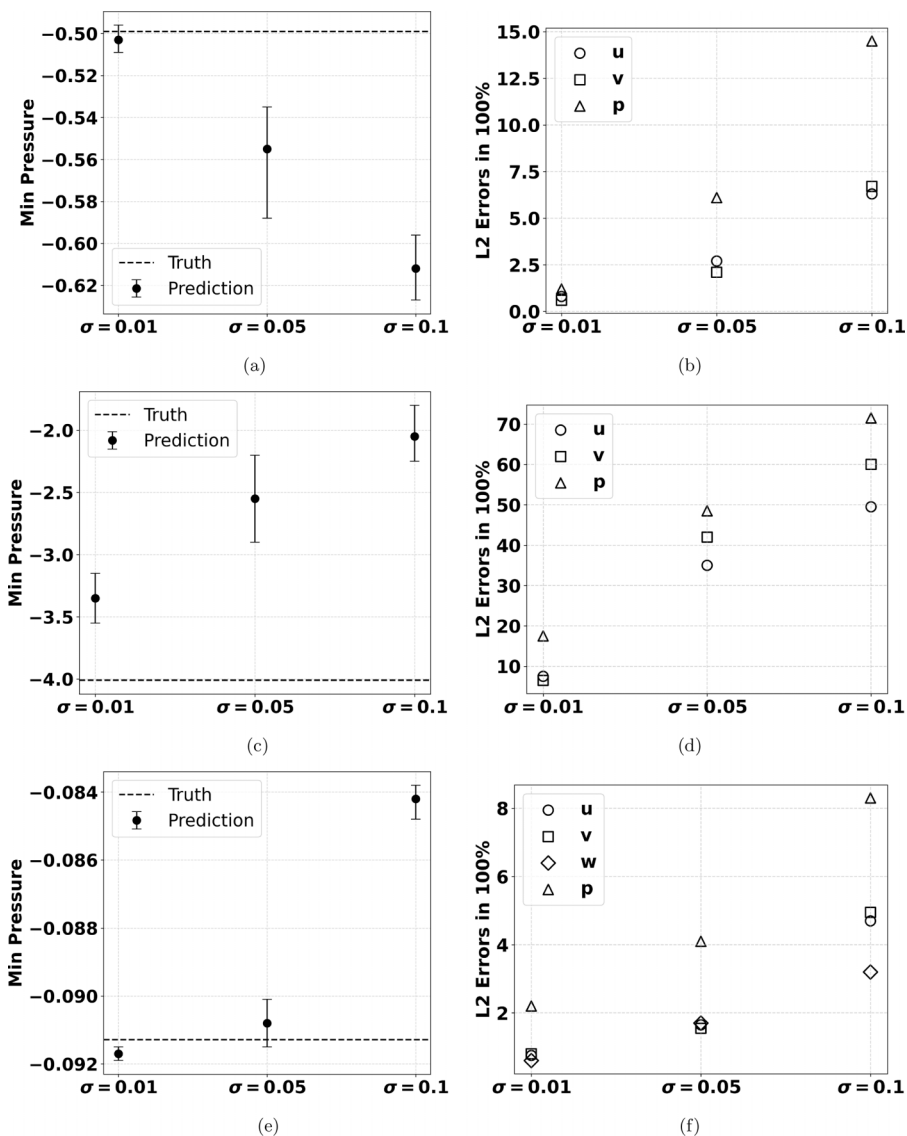 Min Pressure
−0.50
−0.52
−0.54
−0.56
−0.58
−0.60
−0.62
Truth
Prediction
σ = 0.01
σ = 0.05
σ = 0.1
(a)
L2 Errors in 100%
15.0
12.5
10.0
7.5
5.0
2.5
0.0
u
v
p
σ = 0.01
σ = 0.05
σ = 0.1
(b)
Min Pressure
−2.0
−2.5
−3.0
−3.5
−4.0
Truth
Prediction
σ = 0.01
σ = 0.05
σ = 0.1
(c)
L2 Errors in 100%
70
60
50
40
30
20
10
u
v
p
σ = 0.01
σ = 0.05
σ = 0.1
(d)
Min Pressure
−0.084
−0.086
−0.088
−0.090
−0.092
Truth
Prediction
σ = 0.01
σ = 0.05
σ = 0.1
(e)
L2 Errors in 100%
8
6
4
2
u
v
w
p
σ = 0.01
σ = 0.05
σ = 0.1
(f)